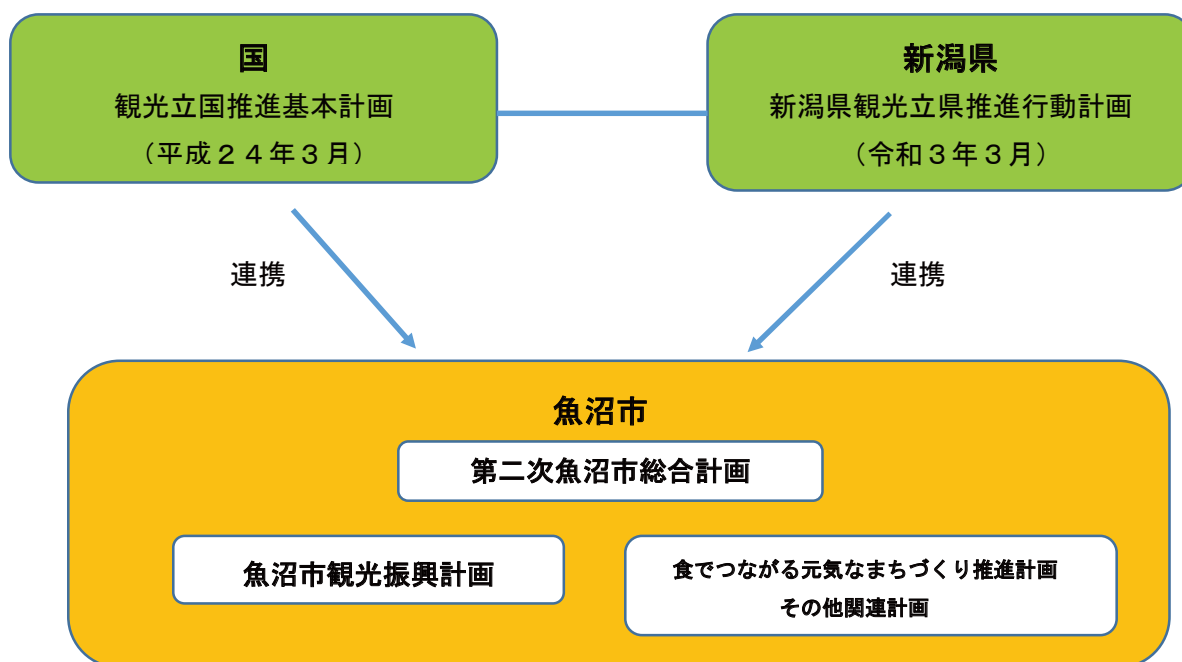 国
観光立国推進基本計画
（平成２４年３月）
新潟県
新潟県観光立県推進行動計画
（令和３年３月）
連携
連携
魚沼市
第二次魚沼市総合計画
魚沼市観光振興計画
食でつながる元気なまちづくり推進計画
その他関連計画